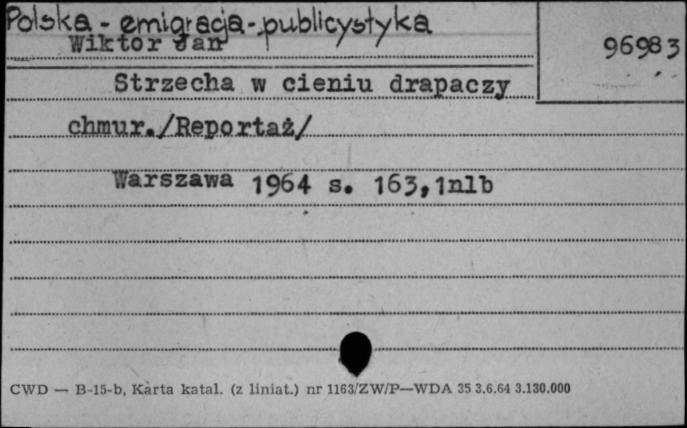 Polska - emigracja - publicystyka
Wiktor Jan
96983
Strzecha w cieniu drapaczy
chmur./Reportaż/
Warszawa 1964 s. 163,1nlb
CWD — B-15-b, Karta katal. (z liniat.) nr 1163/ZW/P—WDA 35 3.6.64 3.130.000